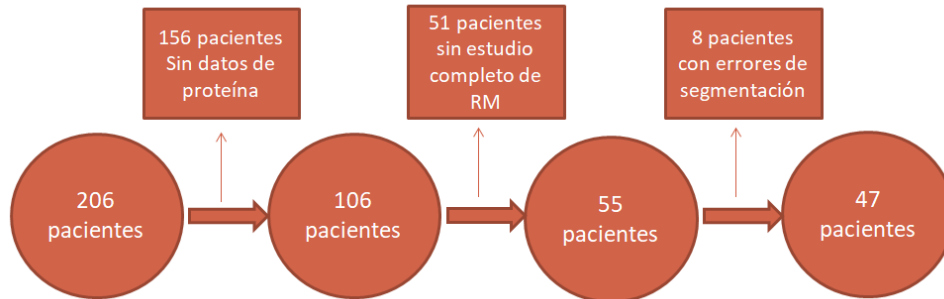 156 pacientes
Sin datos de
proteína
51 pacientes
sin estudio
completo de
RM
8 pacientes
con errores de
segmentación
206
pacientes
106
pacientes
55
pacientes
47
pacientes